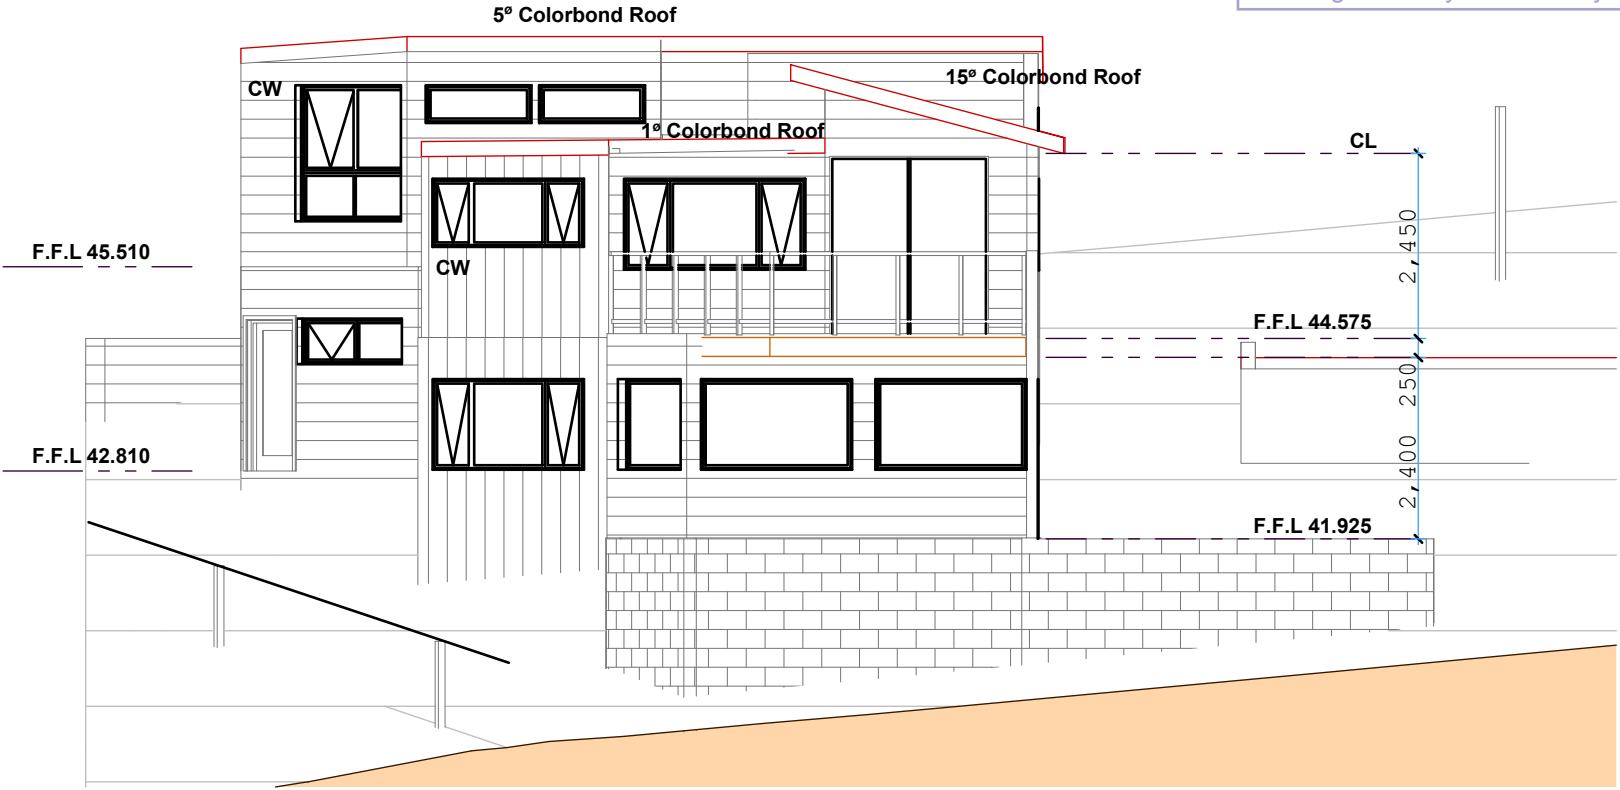 5º Colorbond Roof
CW
15º Colorbond Roof
1º Colorbond Roof
CL
2,450
F.F.L 45.510
CW
F.F.L 44.575
250
F.F.L 42.810
2,400
F.F.L 41.925